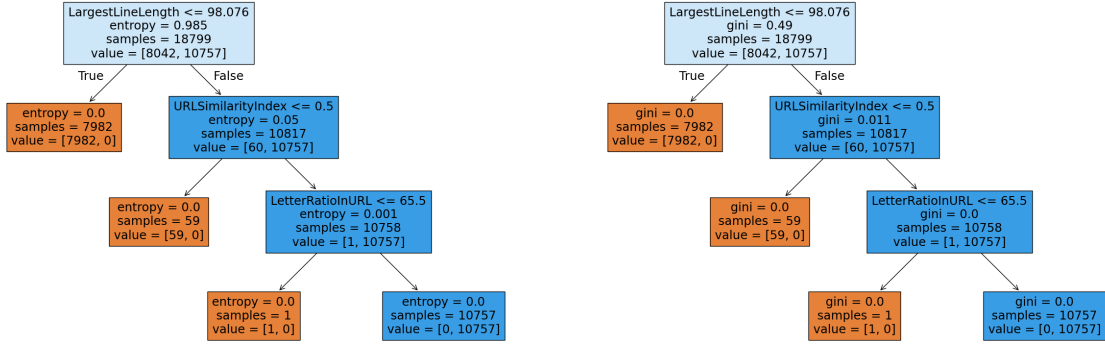 LargestLineLength <= 98.076
entropy = 0.985
samples = 18799
value = [8042, 10757]
True
False
entropy = 0.0
samples = 7982
value = [7982, 0]
URLSimilarityIndex <= 0.5
entropy = 0.05
samples = 10817
value = [60, 10757]
entropy = 0.0
samples = 59
value = [59, 0]
LetterRatioInURL <= 65.5
entropy = 0.001
samples = 10758
value = [1, 10757]
entropy = 0.0
samples = 1
value = [1, 0]
entropy = 0.0
samples = 10757
value = [0, 10757]
LargestLineLength <= 98.076
gini = 0.49
samples = 18799
value = [8042, 10757]
True
False
gini = 0.0
samples = 7982
value = [7982, 0]
URLSimilarityIndex <= 0.5
gini = 0.011
samples = 10817
value = [60, 10757]
gini = 0.0
samples = 59
value = [59, 0]
LetterRatioInURL <= 65.5
gini = 0.0
samples = 10758
value = [1, 10757]
gini = 0.0
samples = 1
value = [1, 0]
gini = 0.0
samples = 10757
value = [0, 10757]